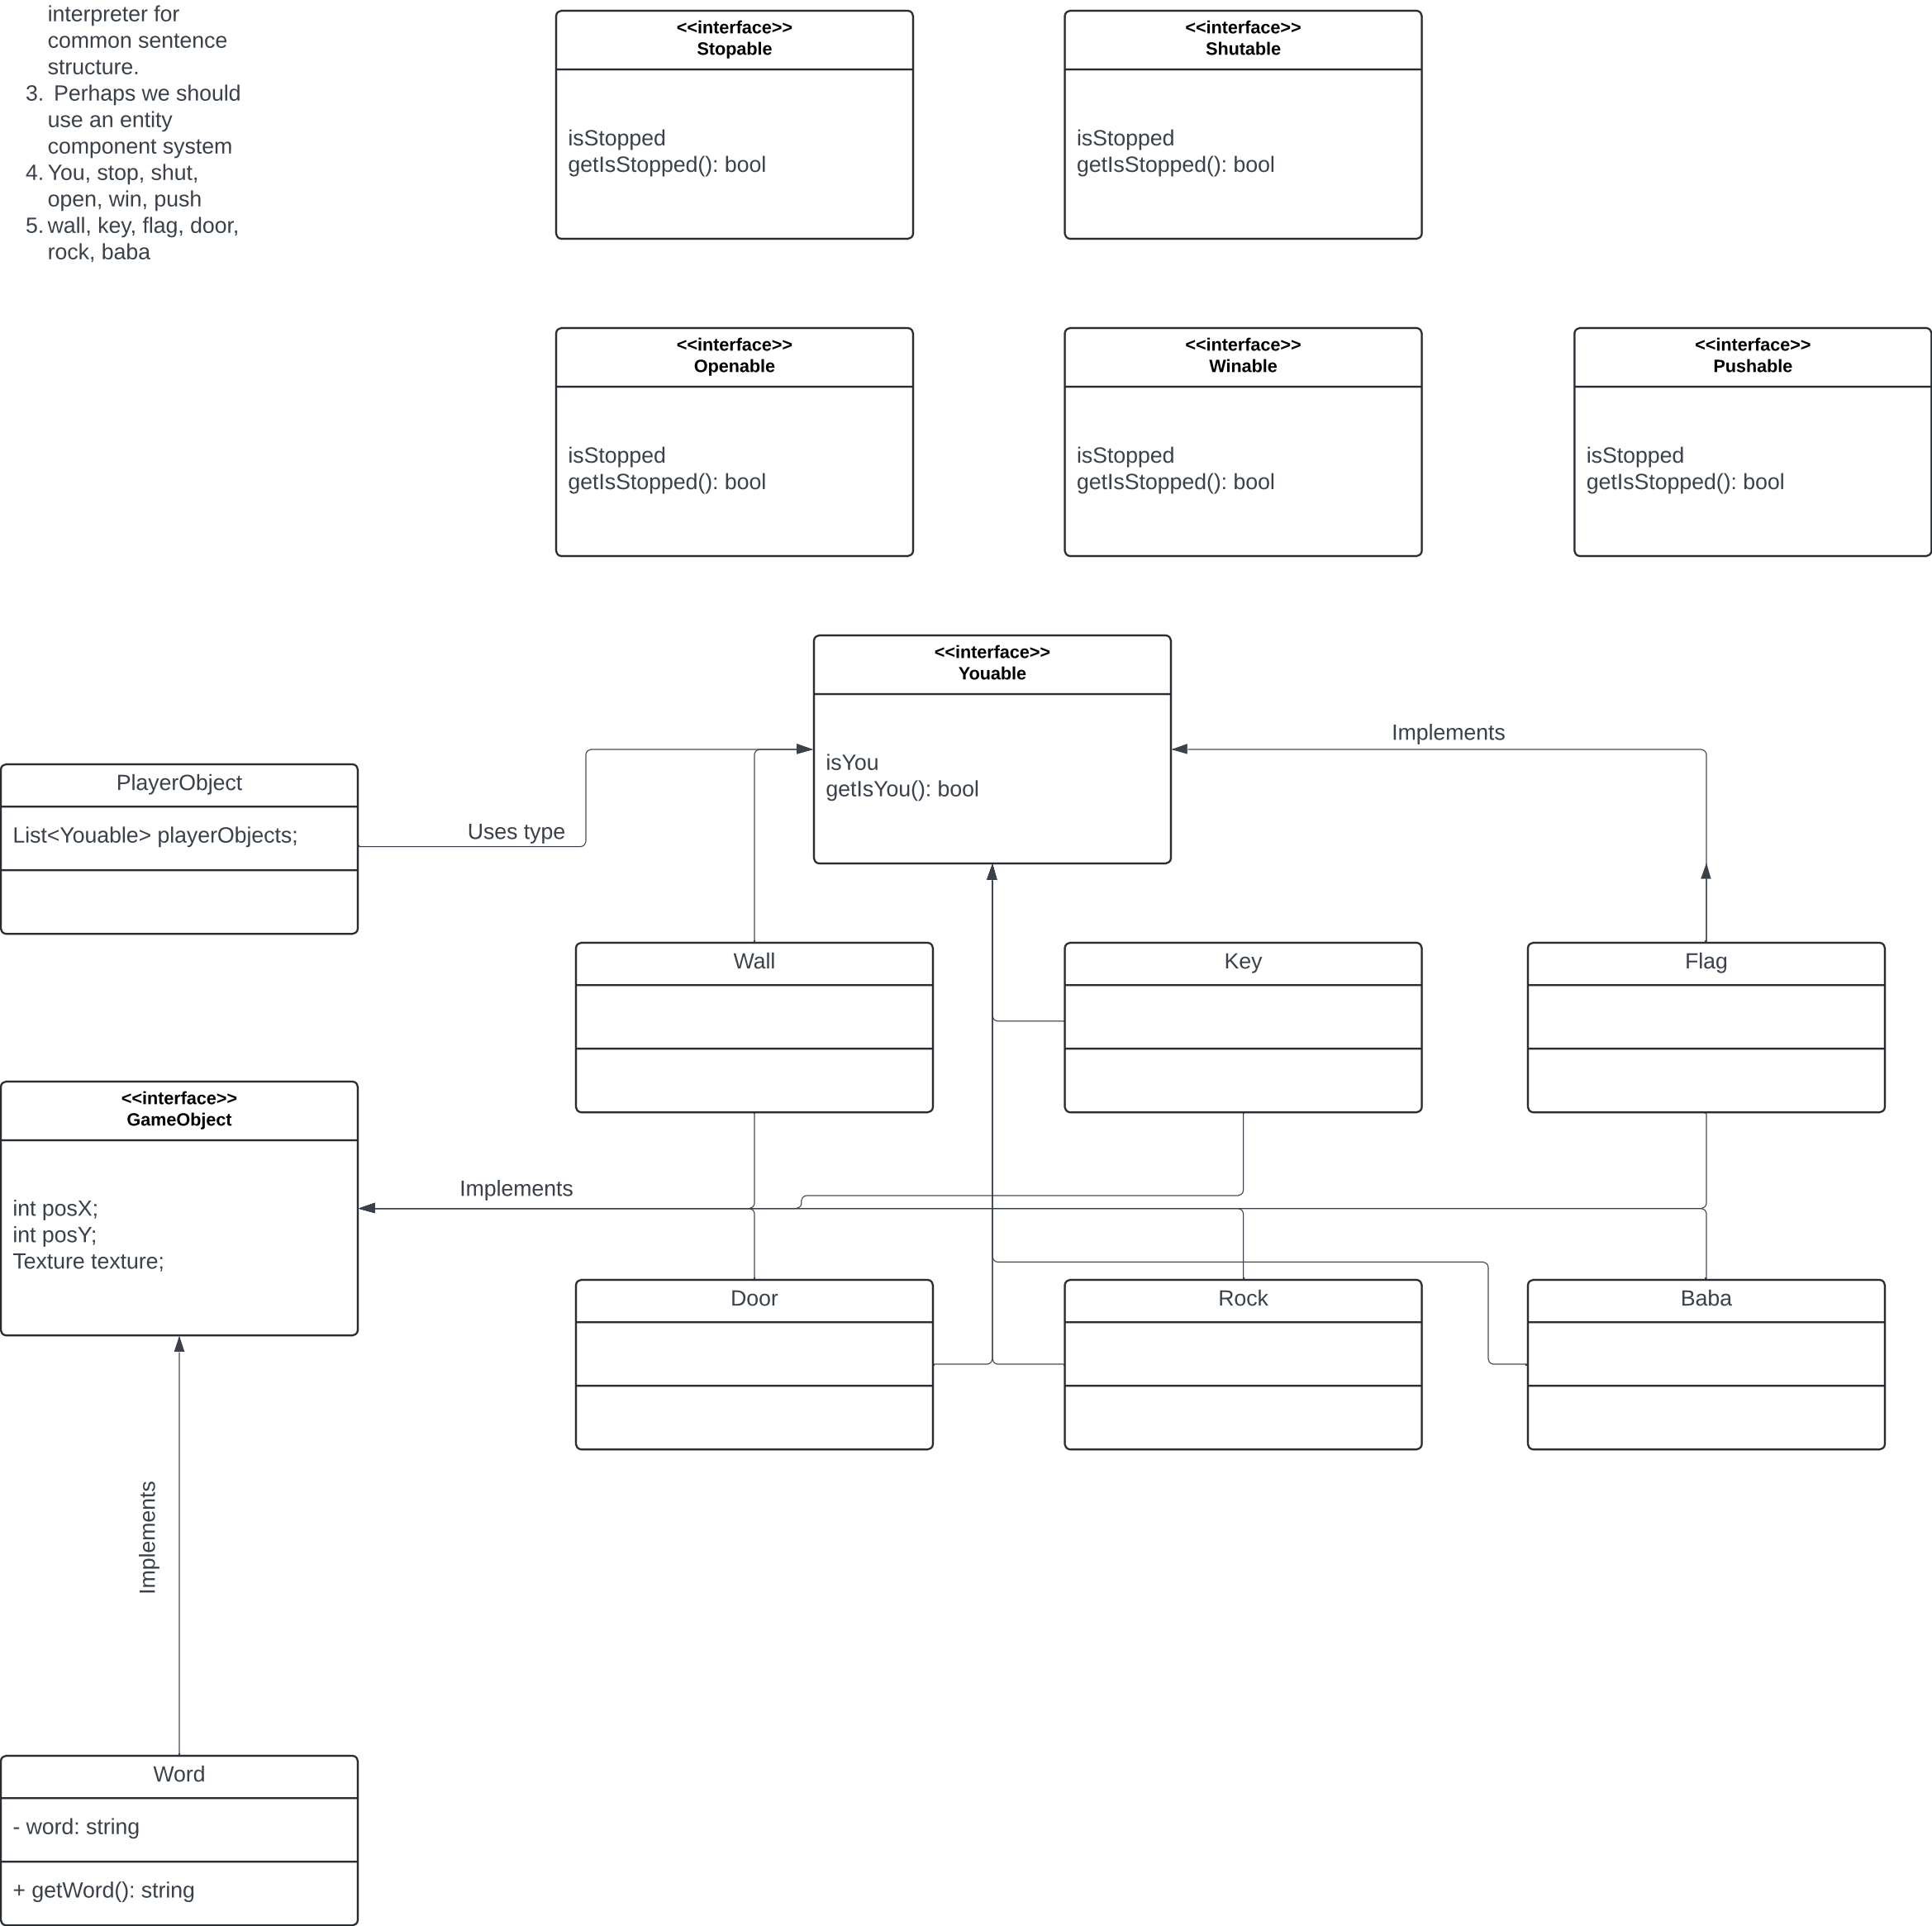 interpreter for
common sentence
structure.
3. Perhaps we should
use an entity
component system
4. You, stop, shut,
open, win, push
5. wall, key, flag, door,
rock, baba
<<interface>>
Stopable
isStopped
getIsStopped(): bool
<<interface>>
Shutable
isStopped
getIsStopped(): bool
<<interface>>
Openable
isStopped
getIsStopped(): bool
<<interface>>
Winable
isStopped
getIsStopped(): bool
<<interface>>
Pushable
isStopped
getIsStopped(): bool
<<interface>>
Youable
isYou
getIsYou(): bool
Implements
PlayerObject
List<Youable> playerObjects;
Uses type
Wall
Key
Flag
<<interface>>
GameObject
int posX;
int posY;
Texture texture;
Implements
Door
Rock
Baba
Implements
Word
- word: string
+ getWord(): string